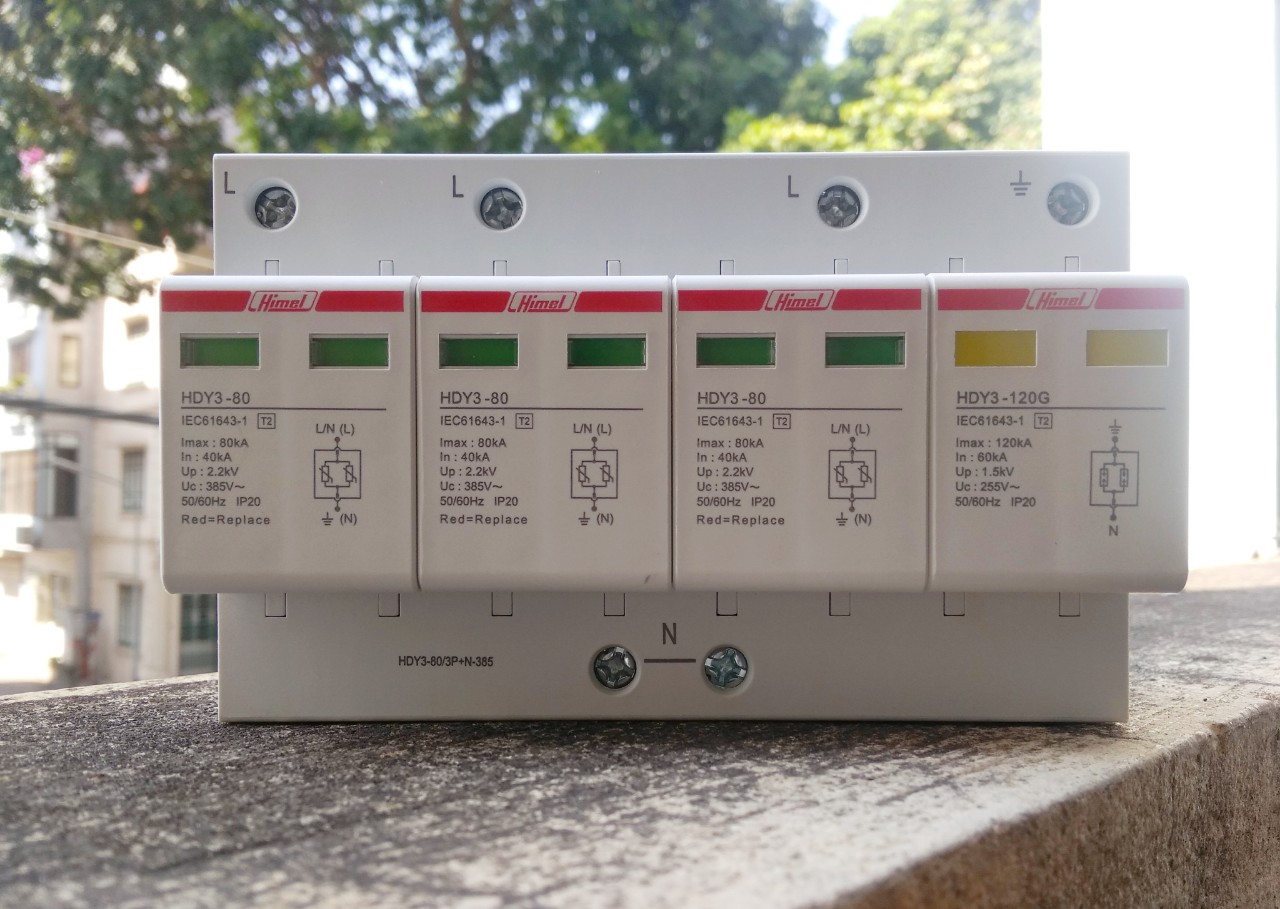 L L L
Himel
HDY3-80
IEC61643-1 T2
Imax : 80kA
In : 40kA
Up : 2.2kV
Uc : 385V~
50/60Hz IP20
Red=Replace
L/N (L)
(N)
Himel
HDY3-80
IEC61643-1 T2
Imax : 80kA
In : 40kA
Up : 2.2kV
Uc : 385V~
50/60Hz IP20
Red=Replace
L/N (L)
(N)
Himel
HDY3-80
IEC61643-1 T2
Imax : 80kA
In : 40kA
Up : 2.2kV
Uc : 385V~
50/60Hz IP20
Red=Replace
L/N (L)
(N)
Himel
HDY3-120G
IEC61643-1 T2
Imax : 120kA
In : 60kA
Up : 1.5kV
Uc : 255V~
50/60Hz IP20
N
N
HDY3-80/3P+N-385